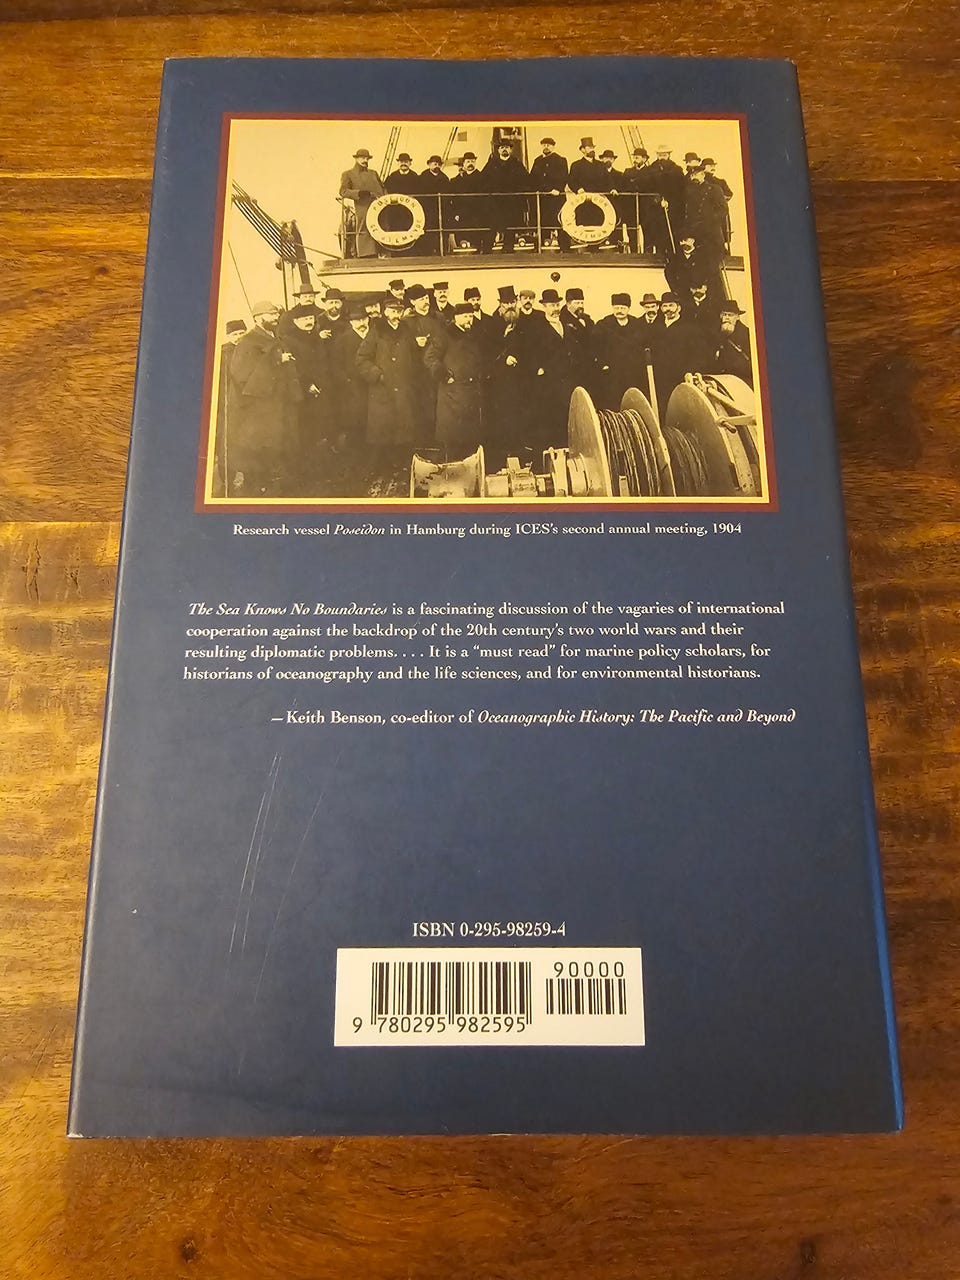 POSEIDON
POSEIDON
Research vessel Poseidon in Hamburg during ICES's second annual meeting, 1904
The Sea Knows No Boundaries is a fascinating discussion of the vagaries of international
cooperation against the backdrop of the 20th century's two world wars and their
resulting diplomatic problems. . . . It is a "must read" for marine policy scholars, for
historians of oceanography and the life sciences, and for environmental historians.
—Keith Benson, co-editor of Oceanographic History: The Pacific and Beyond
ISBN 0-295-98259-4
90000
9 780295 982595